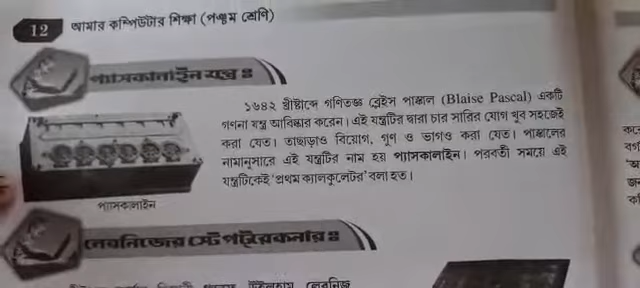 12
আমার কম্পিউটার শিক্ষা (পঞ্চম শ্রেণি)
প্যাসকালাইন যন্ত্র ঃ
১৬৪২ খ্রীষ্টাব্দে গণিতজ্ঞ ব্লেইস পাস্কাল (Blaise Pascal) একটি
গণনা যন্ত্র আবিষ্কার করেন। এই যন্ত্রটির দ্বারা চার সারির যোগ খুব সহজেই
করা যেত। তাছাড়াও বিয়োগ, গুণ ও ভাগও করা যেত। পাস্কালের
নামানুসারে এই যন্ত্রটির নাম হয় প্যাসকালাইন। পরবর্তী সময়ে এই
যন্ত্রটিকেই ‘প্রথম ক্যালকুলেটর’ বলা হত।
প্যাসকালাইন
লেবনিজের স্টেপ্‌ট্রেকনার ঃ